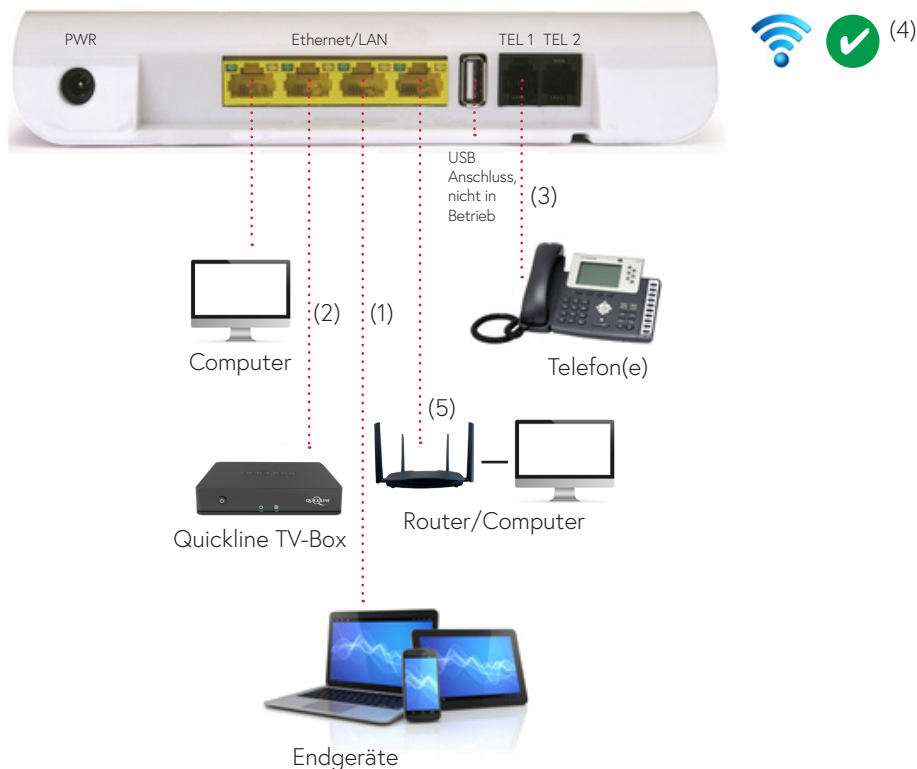 PWR
Ethernet/LAN
TEL 1 TEL 2
(4)
USB
Anschluss,
nicht in
Betrieb
(3)
(2)
(1)
Computer
Telefon(e)
(5)
QUICKLINE
Quickline TV-Box
Router/Computer
Endgeräte